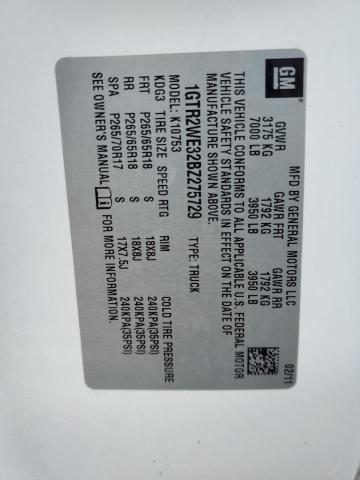 GM
MFD BY GENERAL MOTORS LLC 02/11
GVWR GAWR FRT GAWR RR
3175 KG 1792 KG 1792 KG
7000 LB 3950 LB 3950 LB
THIS VEHICLE CONFORMS TO ALL APPLICABLE U.S. FEDERAL MOTOR
VEHICLE SAFETY STANDARDS IN EFFECT ON THE DATE OF
MANUFACTURE SHOWN ABOVE.
1GTR2WE32BZ275729 TYPE: TRUCK
MODEL: K10753
KDG3 TIRE SIZE SPEED RTG RIM COLD TIRE PRESSURE
FRT P265/65R18 S 18X8J 240KPA(35PSI)
RR P265/65R18 S 18X8J 240KPA(35PSI)
SPA P265/70R17 S 17X7.5J 240KPA(35PSI)
SEE OWNER'S MANUAL FOR MORE INFORMATION.